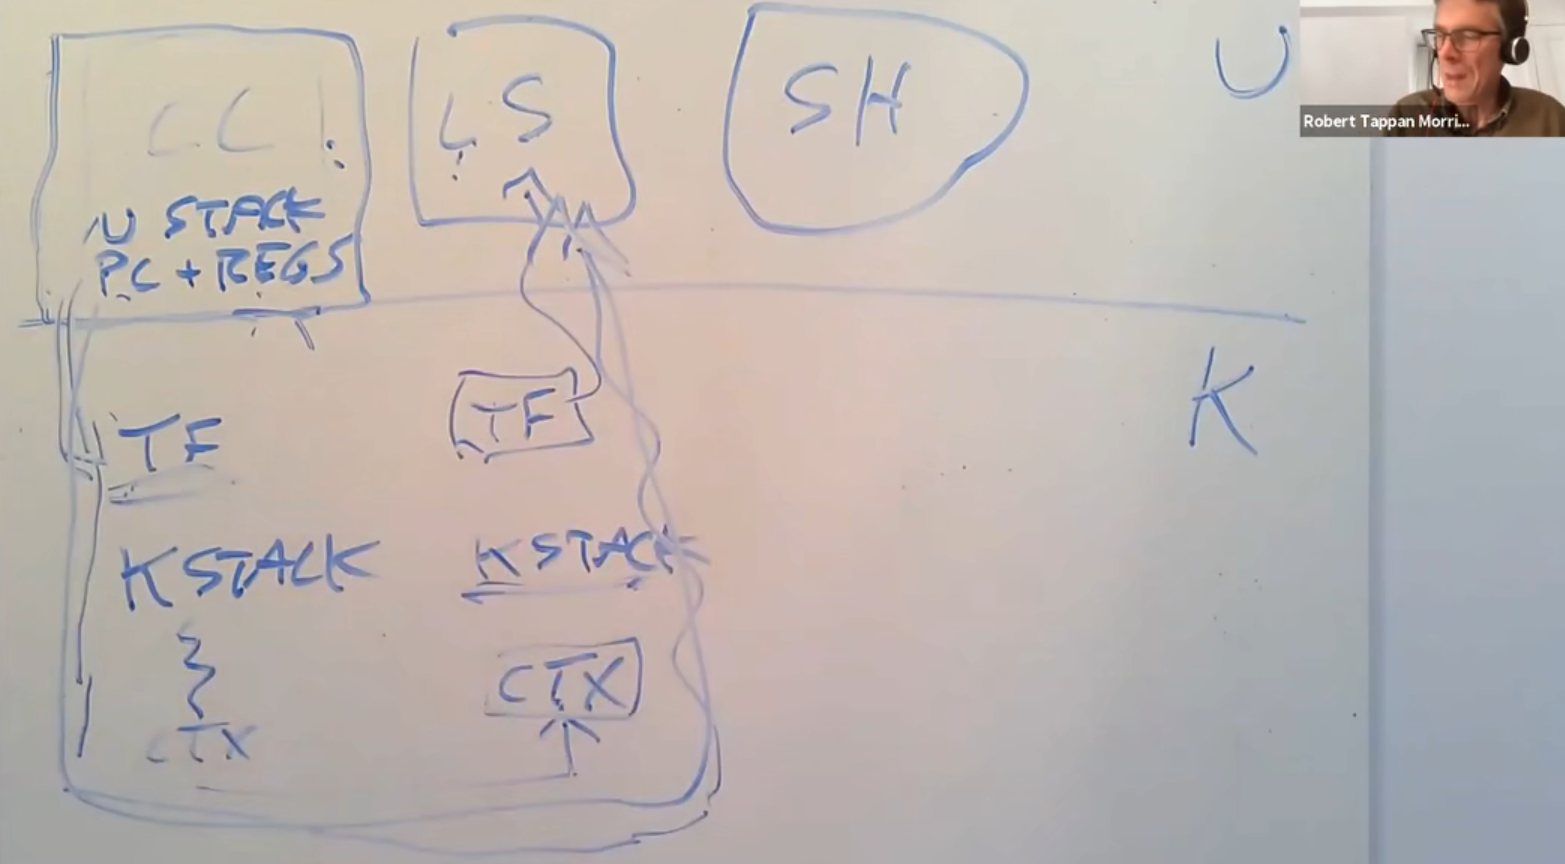 CC
LS
SH
U
Robert Tappan Morri...
U STACK
PC + REGS
K
TF
TF
KSTACK
KSTACK
CTX
CTX